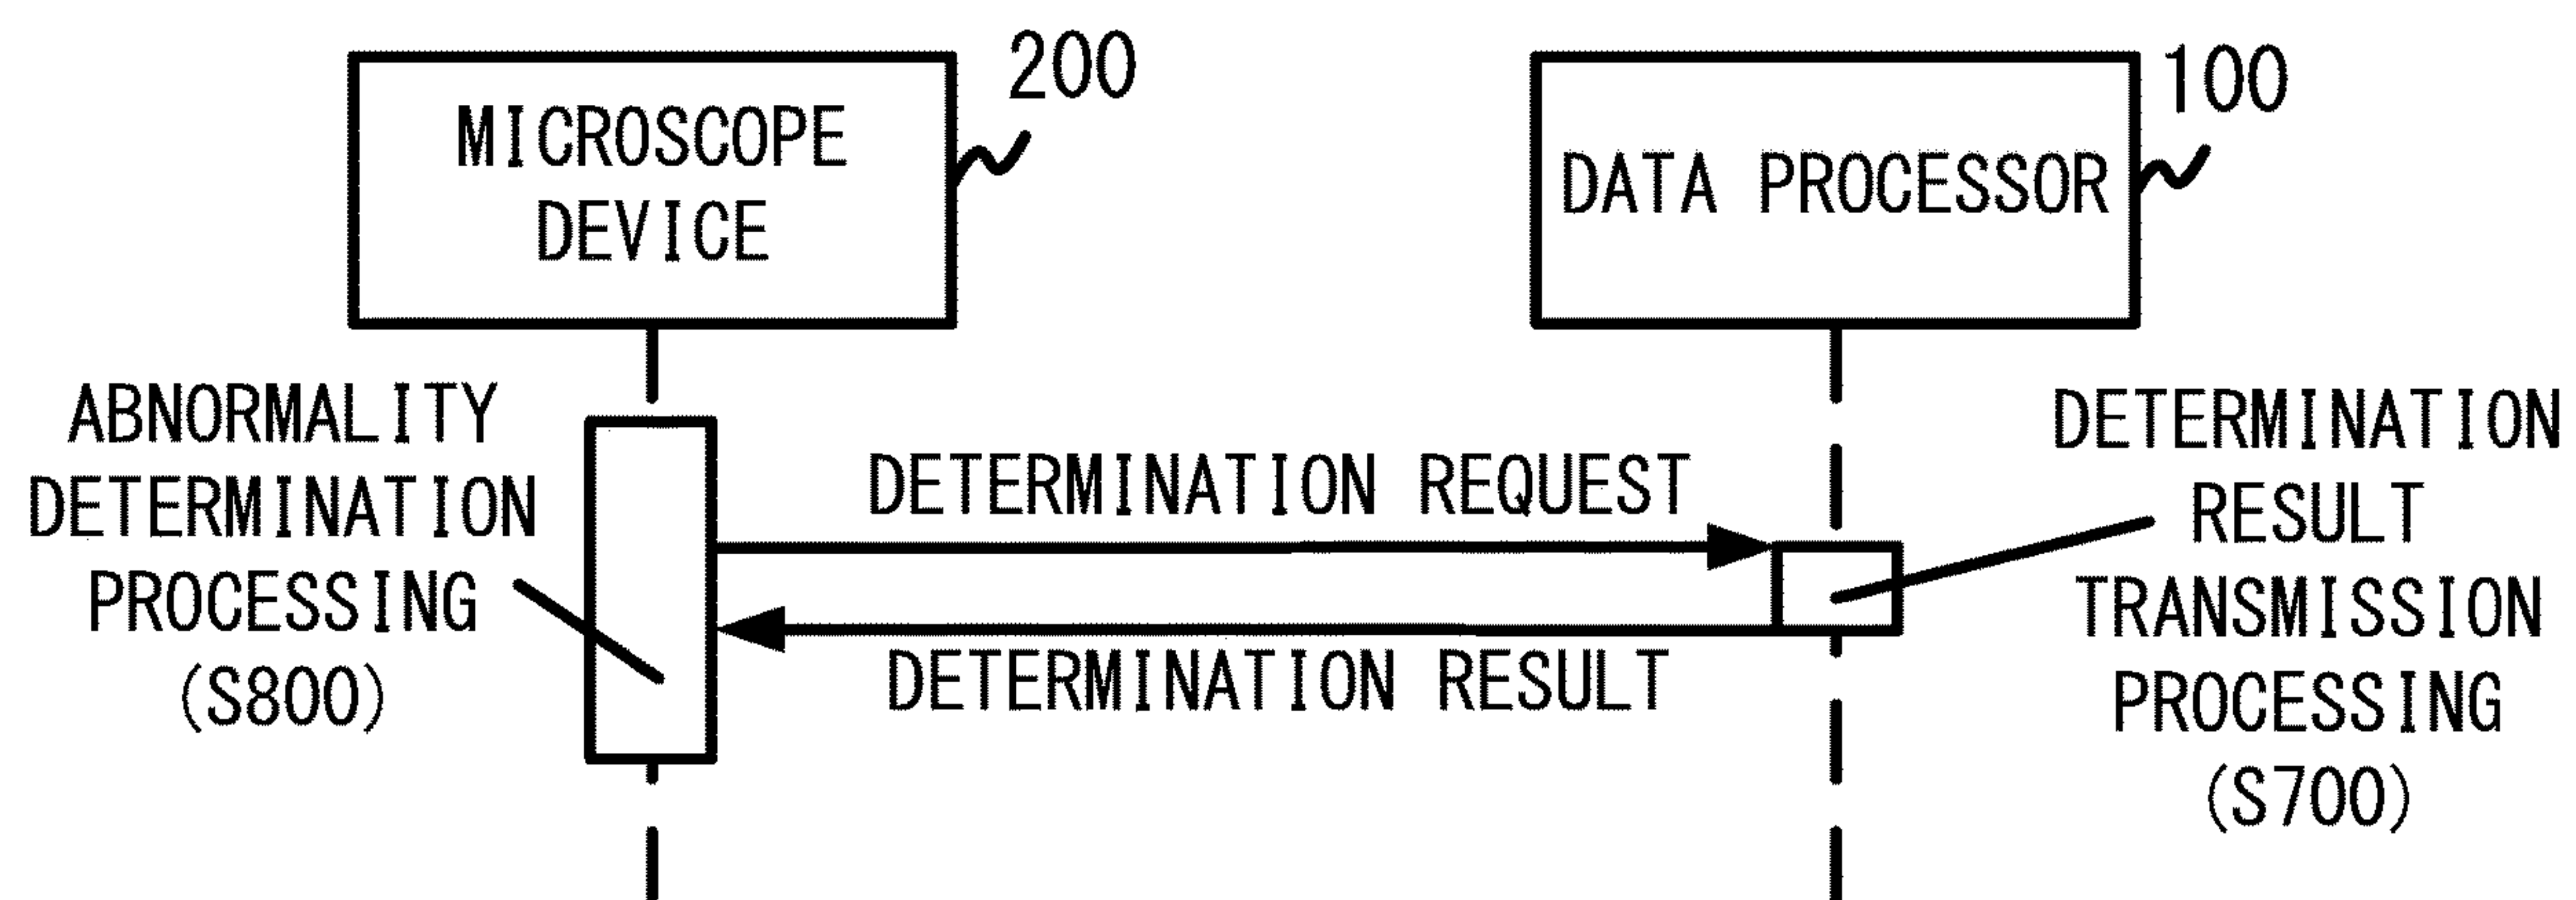 200
MICROSCOPE
DEVICE
100
DATA PROCESSOR
ABNORMALITY
DETERMINATION
PROCESSING
(S800)
DETERMINATION REQUEST
DETERMINATION RESULT
DETERMINATION
RESULT
TRANSMISSION
PROCESSING
(S700)